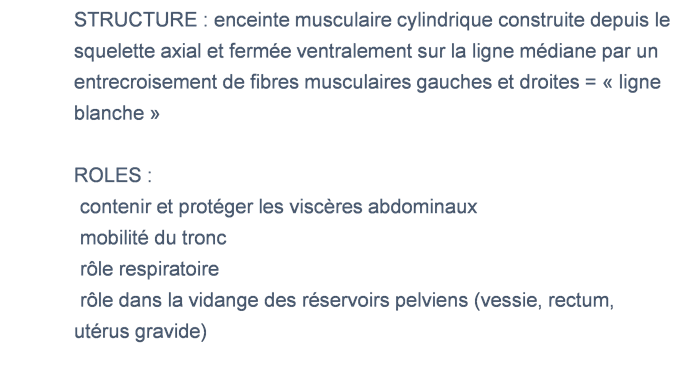 STRUCTURE : enceinte musculaire cylindrique construite depuis le
squelette axial et fermée ventralement sur la ligne médiane par un
entrecroisement de fibres musculaires gauches et droites = « ligne
blanche »
ROLES :
contenir et protéger les viscères abdominaux
mobilité du tronc
rôle respiratoire
rôle dans la vidange des réservoirs pelviens (vessie, rectum,
utérus gravide)